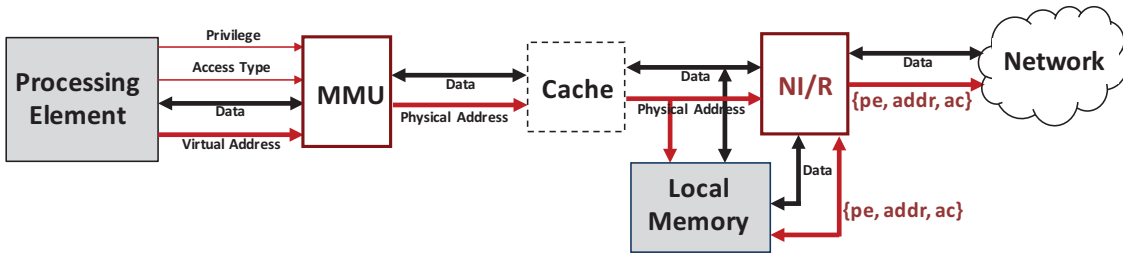 Processing
Element
Privilege
Access Type
Data
Virtual Address
MMU
Data
Physical Address
Cache
Data
Physical Address
NI/R
Data
{pe, addr, ac}
Network
Local
Memory
Data
{pe, addr, ac}